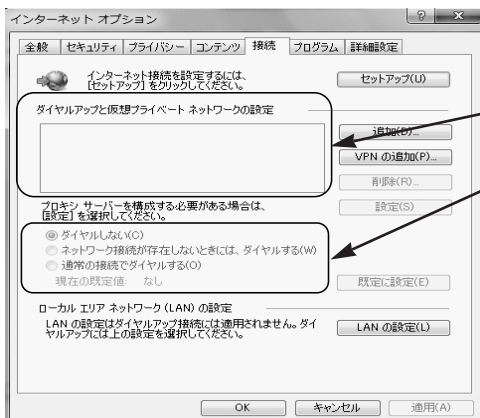 インターネット オプション
全般 セキュリティ プライバシー コンテンツ 接続 プログラム 詳細設定
インターネット接続を設定するには、
[セットアップ] をクリックしてください。
セットアップ(U)
ダイヤルアップと仮想プライベート ネットワークの設定
追加(D)...
VPN の追加(P)...
削除(R)...
プロキシ サーバーを構成する必要がある場合は、
[設定] を選択してください。
設定(S)
ダイヤルしない(C)
ネットワーク接続が存在しないときには、ダイヤルする(W)
通常の接続でダイヤルする(O)
現在の既定値: なし
既定に設定(E)
ローカル エリア ネットワーク (LAN) の設定
LAN の設定はダイヤルアップ接続には適用されません。ダイ
ヤルアップには上の設定を選択してください。
LAN の設定(L)
OK キャンセル 適用(A)